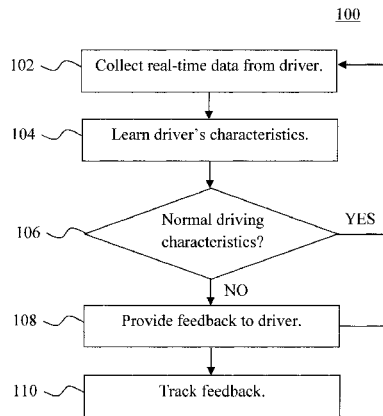 100
102 Collect real-time data from driver.
104 Learn driver's characteristics.
106 Normal driving
characteristics?
YES
NO
108 Provide feedback to driver.
110 Track feedback.